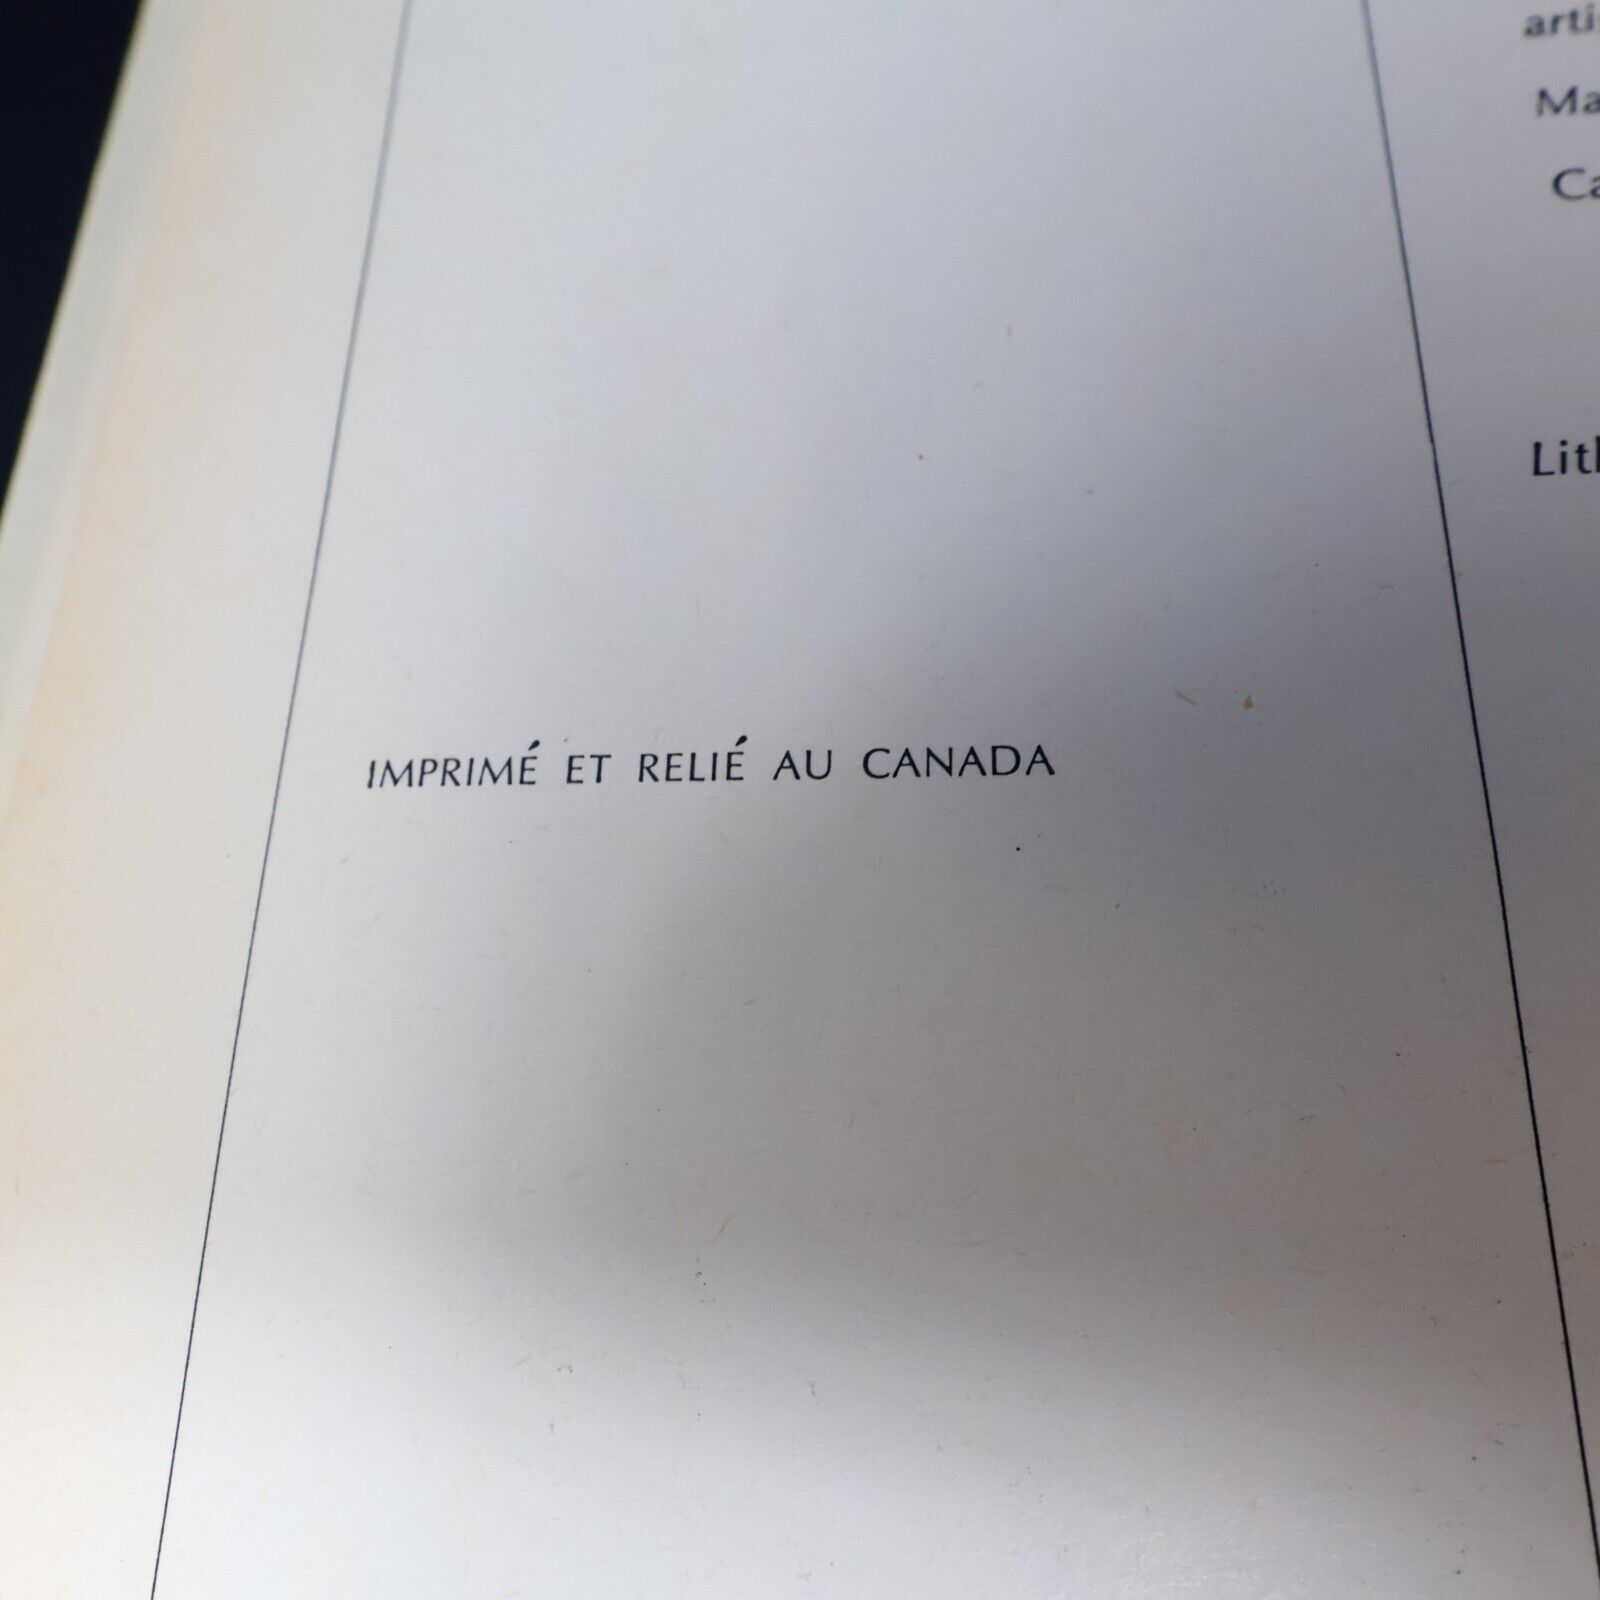 IMPRIMÉ ET RELIÉ AU CANADA